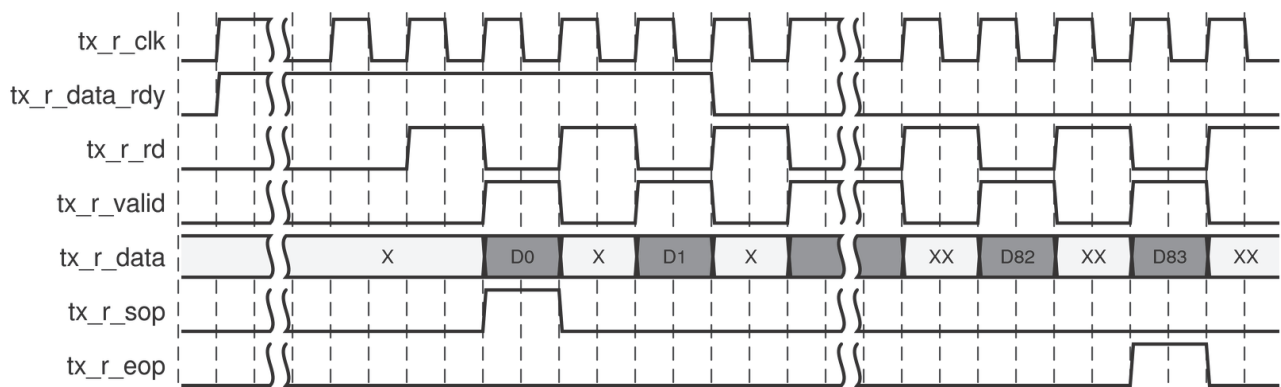 tx_r_clk
tx_r_data_rdy
tx_r_rd
tx_r_valid
tx_r_data X D0 X D1 X XX D82 XX D83 XX
tx_r_sop
tx_r_eop